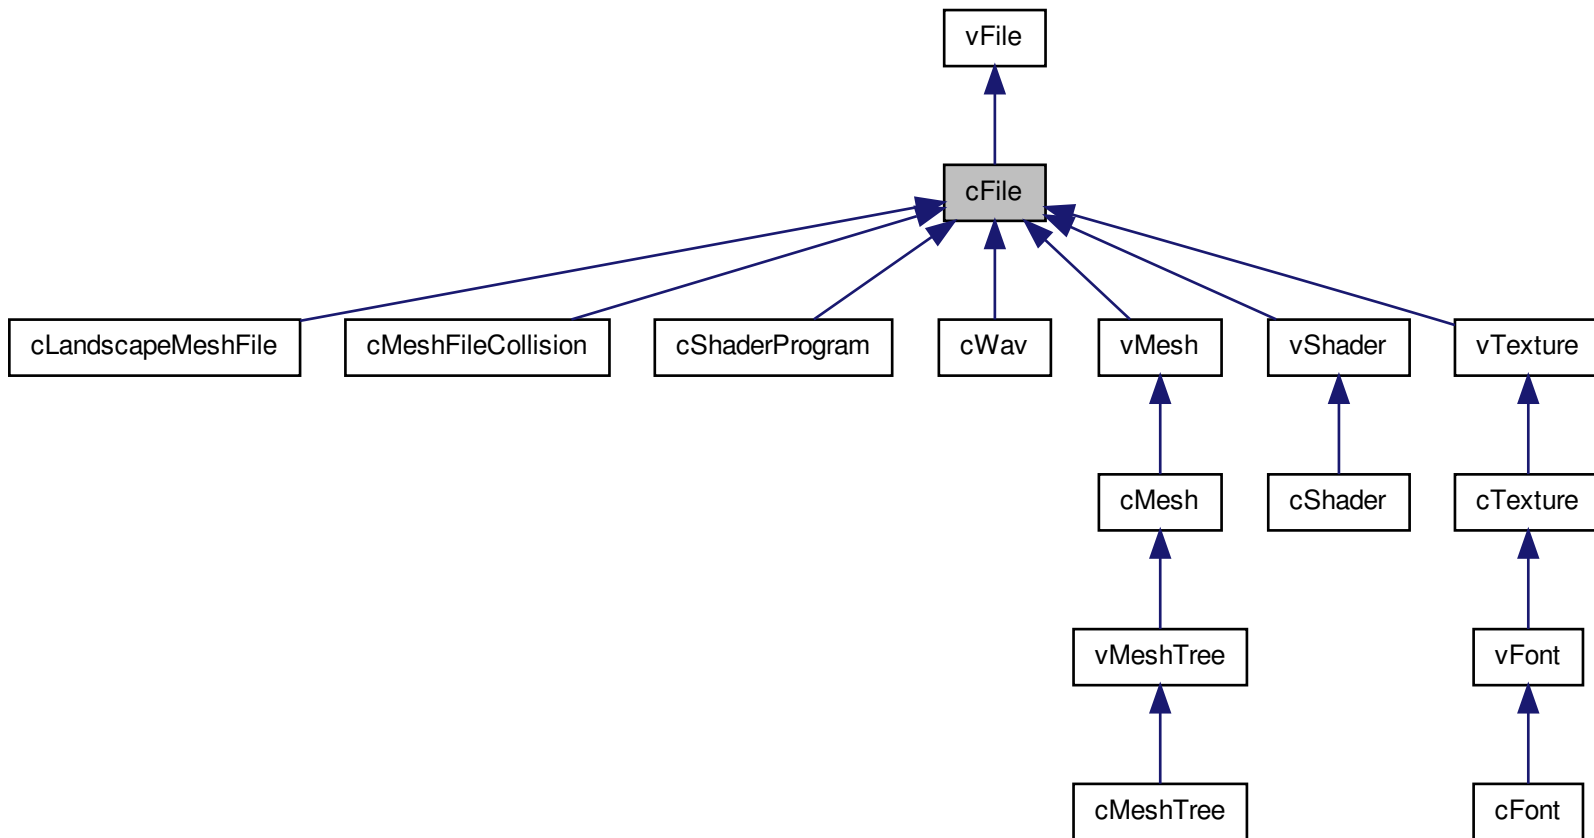 vFile
cFile
cLandscapeMeshFile
cMeshFileCollision
cShaderProgram
cWav
vMesh
vShader
vTexture
cMesh
cShader
cTexture
vMeshTree
vFont
cMeshTree
cFont